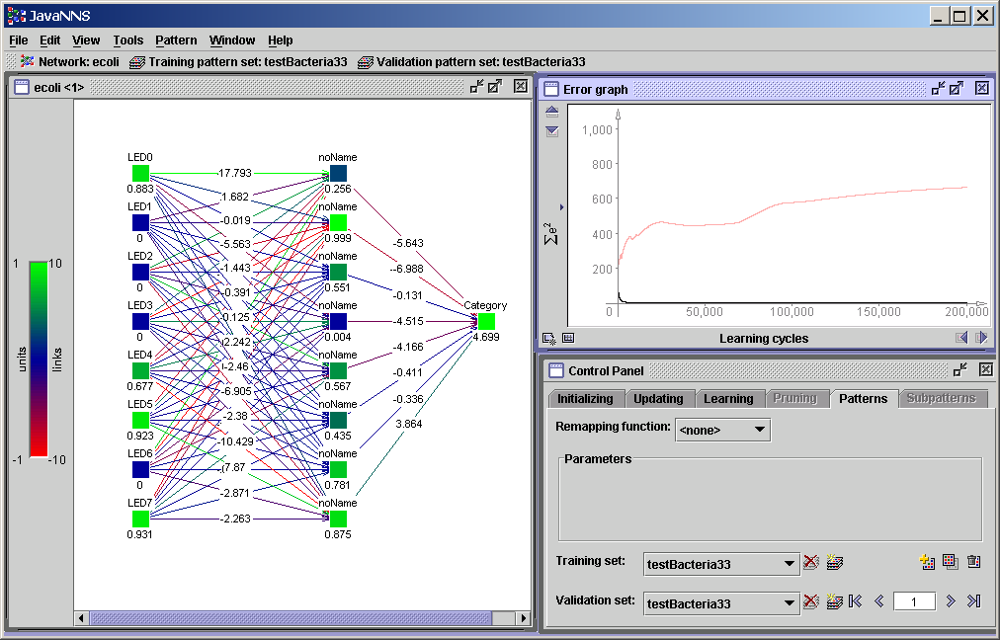 JavaNNS
File Edit View Tools Pattern Window Help
Network: ecoli Training pattern set: testBacteria33 Validation pattern set: testBacteria33
ecoli <1>
1 10
units links
-1 -10
LED0
0.883
LED1
0
LED2
0
LED3
0
LED4
0.677
LED5
0.923
LED6
0
LED7
0.931
-17.793
1.682
-0.019
-5.563
-1.443
-0.391
0.125
2.242
-2.46
-6.905
-2.38
10.429
-2.871
-2.263
noName
0.256
noName
0.999
noName
0.551
noName
0.004
noName
0.567
noName
0.435
noName
0.781
noName
0.875
-5.643
-6.988
-0.131
-4.515
-4.166
-0.411
-0.336
3.864
Category
4.699
Error graph
∑e²
1,000
800
600
400
200
0 50,000 100,000 150,000 200,000
Learning cycles
Control Panel
Initializing Updating Learning Pruning Patterns Subpatterns
Remapping function: <none>
Parameters
Training set: testBacteria33
Validation set: testBacteria33 1